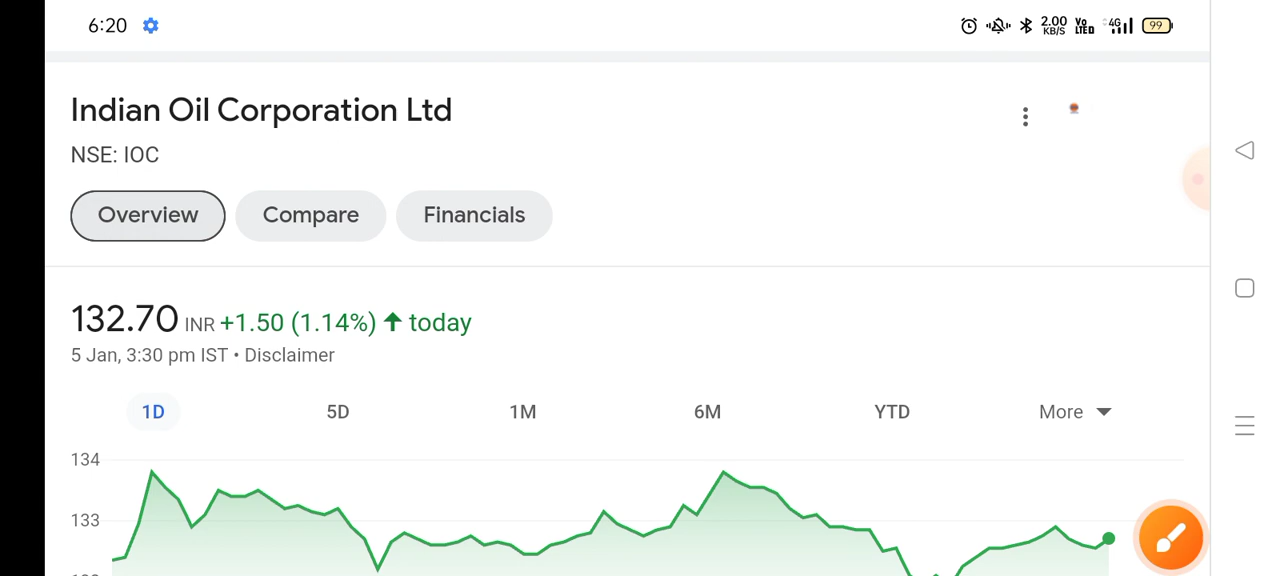 6:20
2.00 KB/S VoLTED 4G 99
Indian Oil Corporation Ltd
NSE: IOC
Overview Compare Financials
132.70 INR +1.50 (1.14%) today
5 Jan, 3:30 pm IST • Disclaimer
1D 5D 1M 6M YTD More
134
133